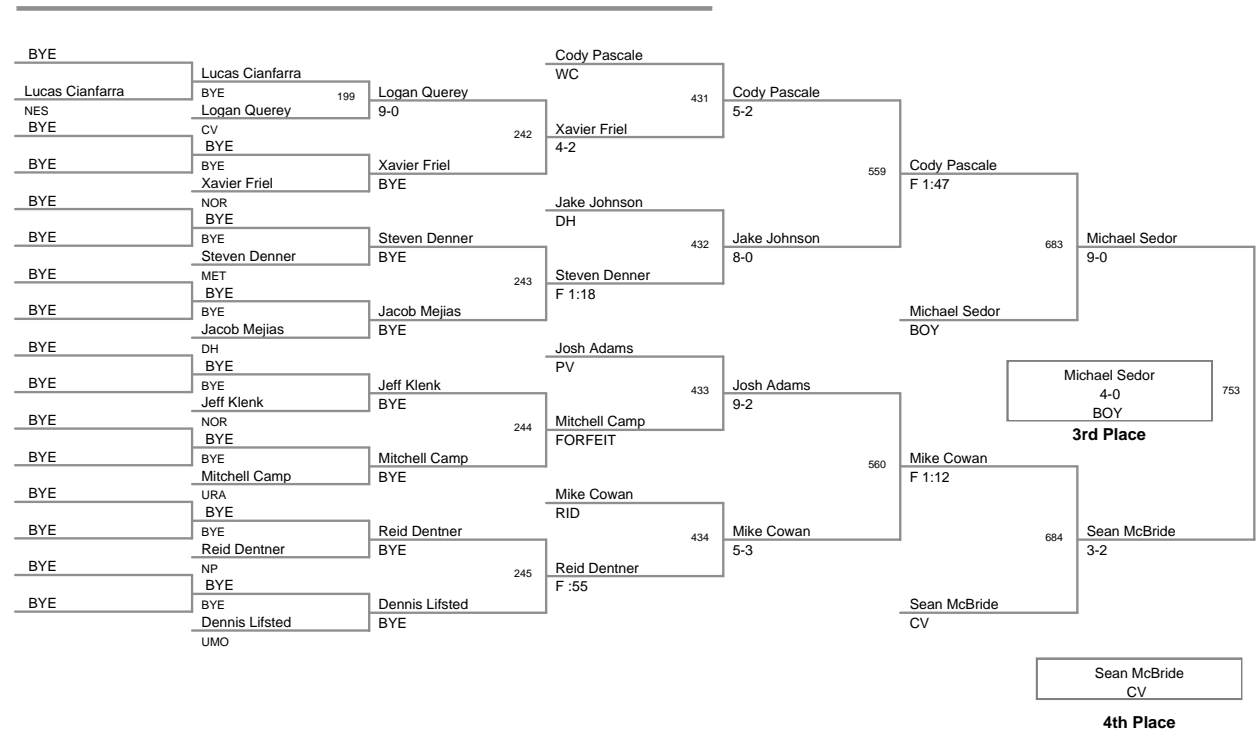 BYE
Lucas Cianfarra
NES
BYE
BYE
BYE
BYE
BYE
BYE
BYE
BYE
BYE
BYE
BYE
BYE
BYE
BYE
Lucas Cianfarra
BYE
199
Logan Querey
CV
BYE
BYE
Xavier Friel
NOR
BYE
BYE
Steven Denner
MET
BYE
BYE
Jacob Mejias
DH
BYE
BYE
Jeff Klenk
NOR
BYE
BYE
Mitchell Camp
URA
BYE
BYE
Reid Dentner
NP
BYE
BYE
Dennis Lifsted
UMO
Logan Querey
9-0
242
Xavier Friel
BYE
Steven Denner
BYE
243
Jacob Mejias
BYE
Jeff Klenk
BYE
244
Mitchell Camp
BYE
Reid Dentner
BYE
245
Dennis Lifsted
BYE
Cody Pascale
WC
431
Xavier Friel
4-2
Jake Johnson
DH
432
Steven Denner
F 1:18
Josh Adams
PV
433
Mitchell Camp
FORFEIT
Mike Cowan
RID
434
Reid Dentner
F :55
Cody Pascale
5-2
559
Jake Johnson
8-0
Josh Adams
9-2
560
Mike Cowan
5-3
Cody Pascale
F 1:47
683
Michael Sedor
BOY
Mike Cowan
F 1:12
684
Sean McBride
CV
Michael Sedor
9-0
753
Sean McBride
3-2
Michael Sedor
4-0
BOY
3rd Place
Sean McBride
CV
4th Place